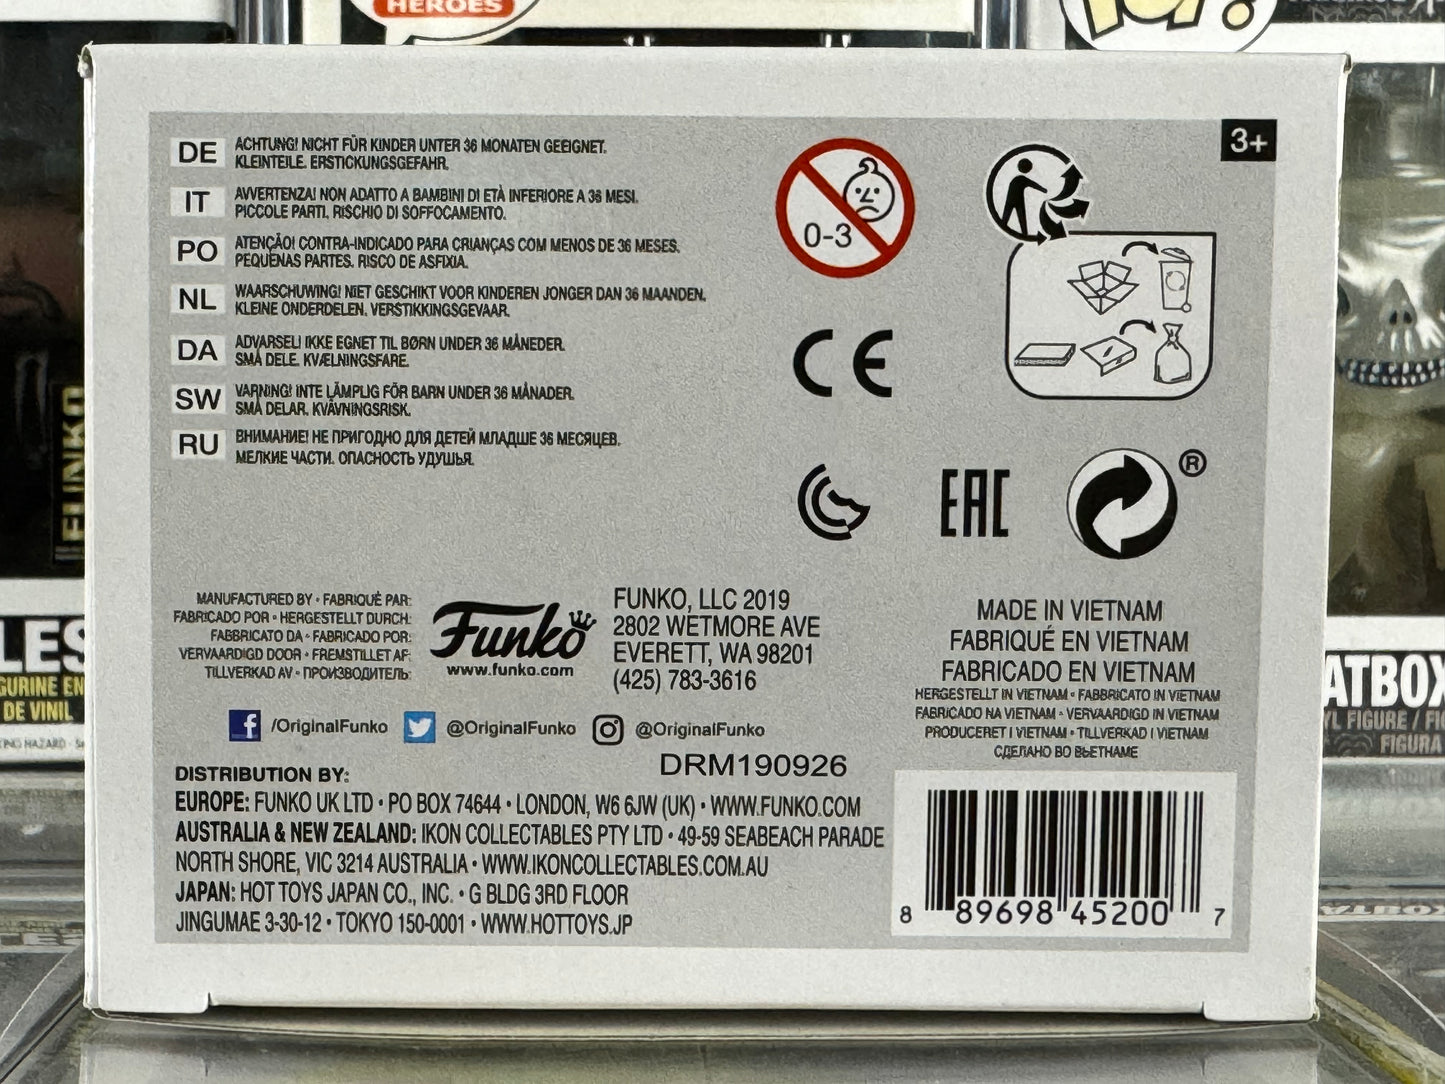 HEROES
POP!
3+
DE
ACHTUNG! NICHT FÜR KINDER UNTER 36 MONATEN GEEIGNET.
KLEINTEILE. ERSTICKUNGSGEFAHR.
IT
AVVERTENZA! NON ADATTO A BAMBINI DI ETÀ INFERIORE A 36 MESI.
PICCOLE PARTI. RISCHIO DI SOFFOCAMENTO.
PO
ATENÇÃO! CONTRA-INDICADO PARA CRIANÇAS COM MENOS DE 36 MESES.
PEQUENAS PARTES. RISCO DE ASFIXIA.
NL
WAARSCHUWING! NIET GESCHIKT VOOR KINDEREN JONGER DAN 36 MAANDEN.
KLEINE ONDERDELEN. VERSTIKKINGSGEVAAR.
DA
ADVARSEL! IKKE EGNET TIL BØRN UNDER 36 MÅNEDER.
SMÅ DELE. KVÆLNINGSFARE.
SW
VARNING! INTE LÄMPLIG FÖR BARN UNDER 36 MÅNADER.
SMÅ DELAR. KVÄVNINGSRISK.
RU
ВНИМАНИЕ! НЕ ПРИГОДНО ДЛЯ ДЕТЕЙ МЛАДШЕ 36 МЕСЯЦЕВ.
МЕЛКИЕ ЧАСТИ. ОПАСНОСТЬ УДУШЬЯ.
0-3
CE
EAC
®
MANUFACTURED BY • FABRIQUÉ PAR:
FABRICADO POR • HERGESTELLT DURCH:
FABBRICATO DA • FABRICADO POR:
VERVAARDIGD DOOR • FREMSTILLET AF:
TILLVERKAD AV • ПРОИЗВОДИТЕЛЬ:
Funko
www.funko.com
FUNKO, LLC 2019
2802 WETMORE AVE
EVERETT, WA 98201
(425) 783-3616
MADE IN VIETNAM
FABRIQUÉ EN VIETNAM
FABRICADO EN VIETNAM
HERGESTELLT IN VIETNAM • FABBRICATO IN VIETNAM
FABRICADO NA VIETNAM • VERVAARDIGD IN VIETNAM
PRODUCERET I VIETNAM • TILLVERKAD I VIETNAM
СДЕЛАНО ВО ВЬЕТНАМЕ
/OriginalFunko @OriginalFunko @OriginalFunko
DRM190926
DISTRIBUTION BY:
EUROPE: FUNKO UK LTD • PO BOX 74644 • LONDON, W6 6JW (UK) • WWW.FUNKO.COM
AUSTRALIA & NEW ZEALAND: IKON COLLECTABLES PTY LTD • 49-59 SEABEACH PARADE
NORTH SHORE, VIC 3214 AUSTRALIA • WWW.IKONCOLLECTABLES.COM.AU
JAPAN: HOT TOYS JAPAN CO., INC. • G BLDG 3RD FLOOR
JINGUMAE 3-30-12 • TOKYO 150-0001 • WWW.HOTTOYS.JP
8 89698 45200 7
FUNKO
LES
GURINE EN
DE VINIL
ATBOX
YL FIGURE / FI
FIGURA